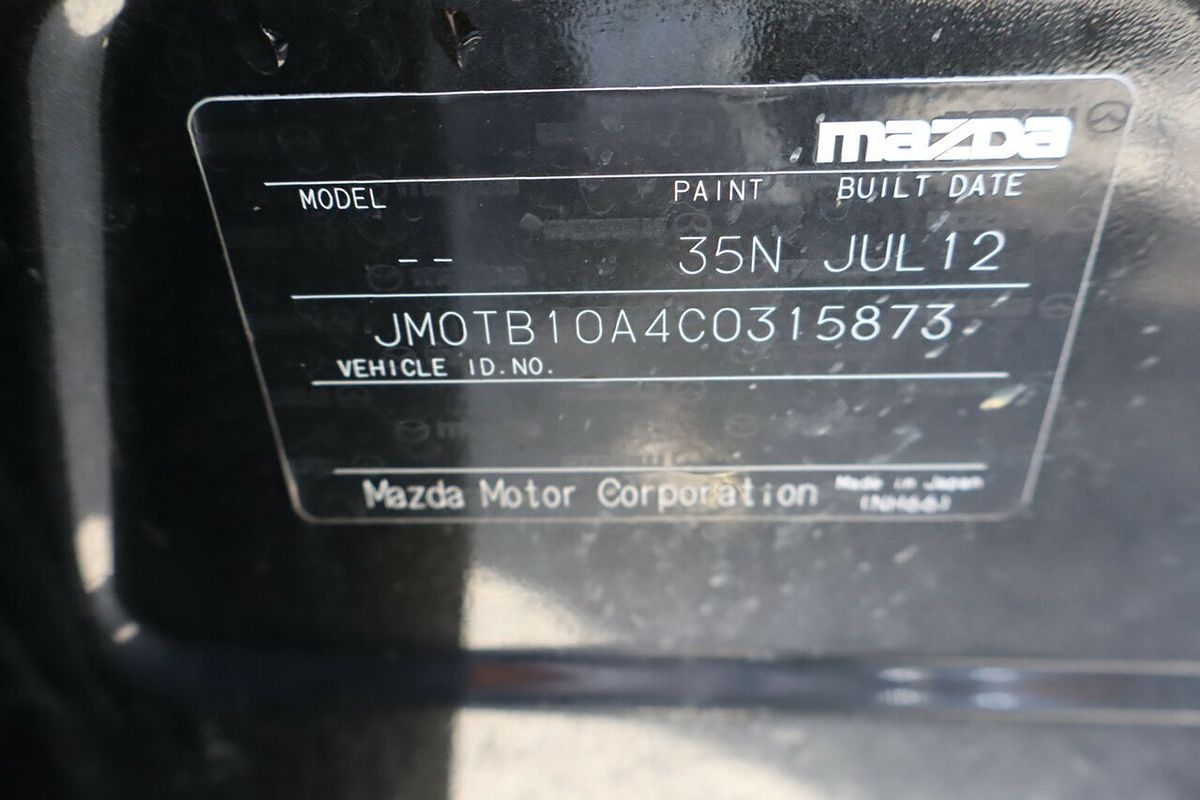 mazda
MODEL PAINT BUILT DATE
-- 35N JUL12
JM0TB10A4C0315873
VEHICLE ID.NO.
Mazda Motor Corporation Made in Japan